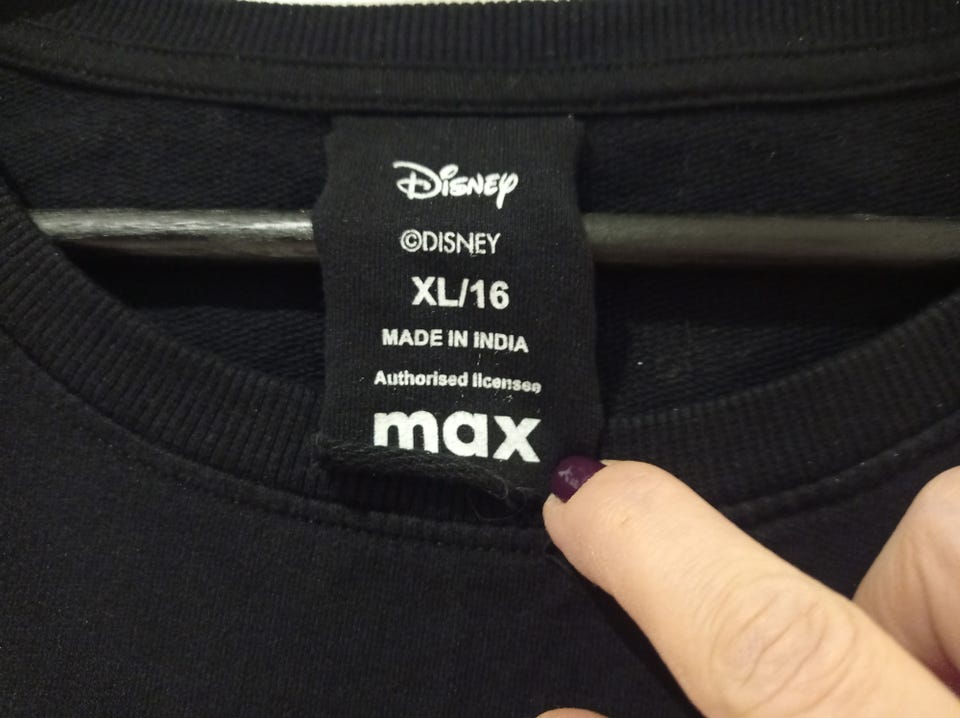 Disney
©DISNEY
XL/16
MADE IN INDIA
Authorised licensee
max